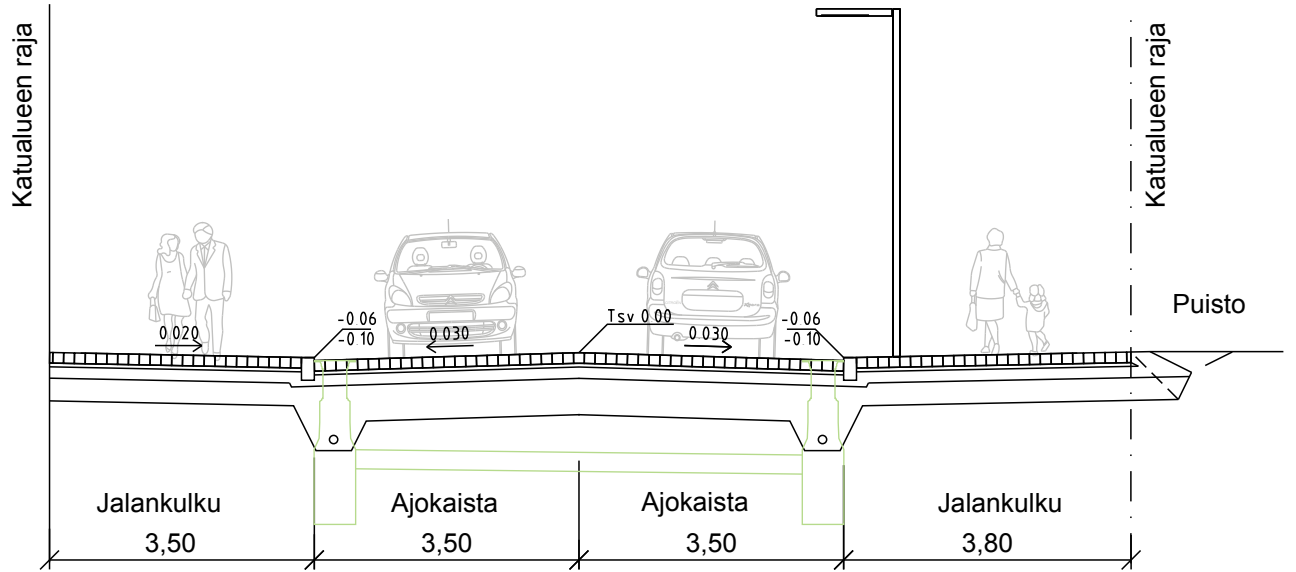 Katualueen raja
Katualueen raja
Puisto
Tsv 0.00
-0.06
-0.10
-0.06
-0.10
0.020
0.030
0.030
Jalankulku
Ajokaista
Ajokaista
Jalankulku
3,50
3,50
3,50
3,80